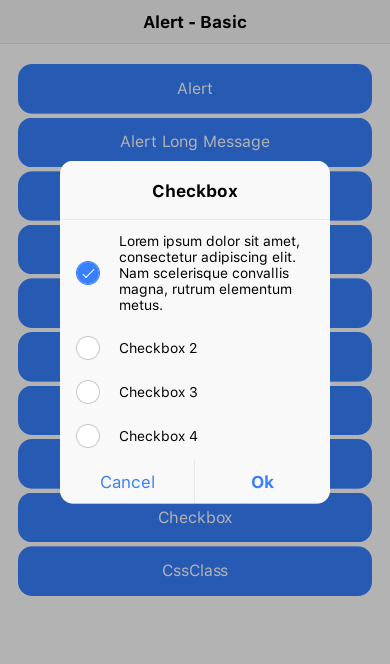 Alert - Basic
Alert
Alert Long Message
Checkbox
Lorem ipsum dolor sit amet,
consectetur adipiscing elit.
Nam scelerisque convallis
magna, rutrum elementum
metus.
Checkbox 2
Checkbox 3
Checkbox 4
Cancel
Ok
Checkbox
CssClass